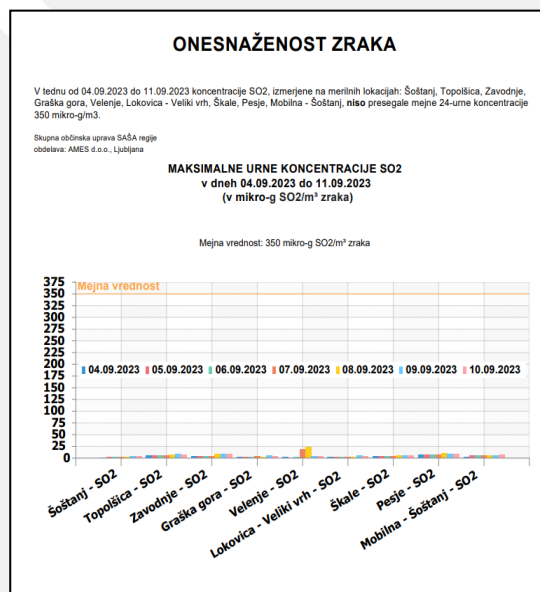 ONESNAŽENOST ZRAKA
V tednu od 04.09.2023 do 11.09.2023 koncentracije SO2, izmerjene na merilnih lokacijah: Šoštanj, Topolšica, Zavodnje,
Graška gora, Velenje, Lokovica - Veliki vrh, Škale, Pesje, Mobilna - Šoštanj, niso presegale mejne 24-urne koncentracije
350 mikro-g/m3.
Skupna občinska uprava SAŠA regije
obdelava: AMES d.o.o., Ljubljana
MAKSIMALNE URNE KONCENTRACIJE SO2
v dneh 04.09.2023 do 11.09.2023
(v mikro-g SO2/m³ zraka)
Mejna vrednost: 350 mikro-g SO2/m³ zraka
375
Mejna vrednost
350
325
300
275
250
225
200
175
04.09.2023 05.09.2023 06.09.2023 07.09.2023 08.09.2023 09.09.2023 10.09.2023
150
125
100
75
50
25
0
Šoštanj - SO2
Topolšica - SO2
Zavodnje - SO2
Graška gora - SO2
Velenje - SO2
Lokovica - Veliki vrh - SO2
Škale - SO2
Pesje - SO2
Mobilna - Šoštanj - SO2